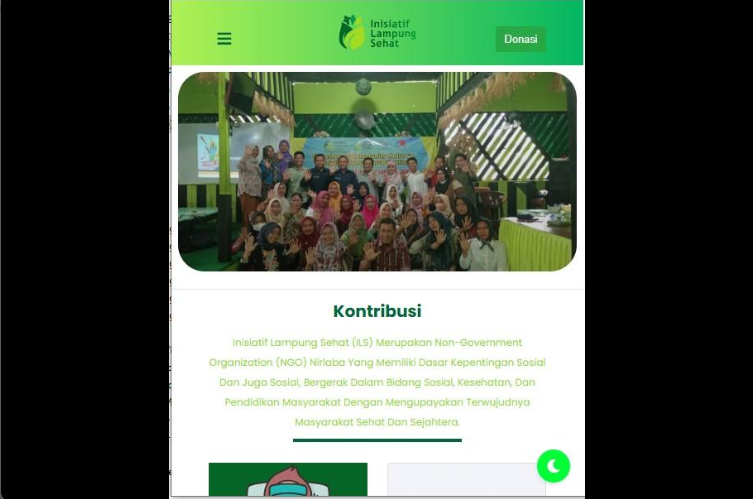 Inisiatif
Lampung
Sehat
Donasi
Kontribusi
Inisiatif Lampung Sehat (ILS) Merupakan Non-Government
Organization (NGO) Nirlaba Yang Memiliki Dasar Kepentingan Sosial
Dan Juga Sosial, Bergerak Dalam Bidang Sosial, Kesehatan, Dan
Pendidikan Masyarakat Dengan Mengupayakan Terwujudnya
Masyarakat Sehat Dan Sejahtera.